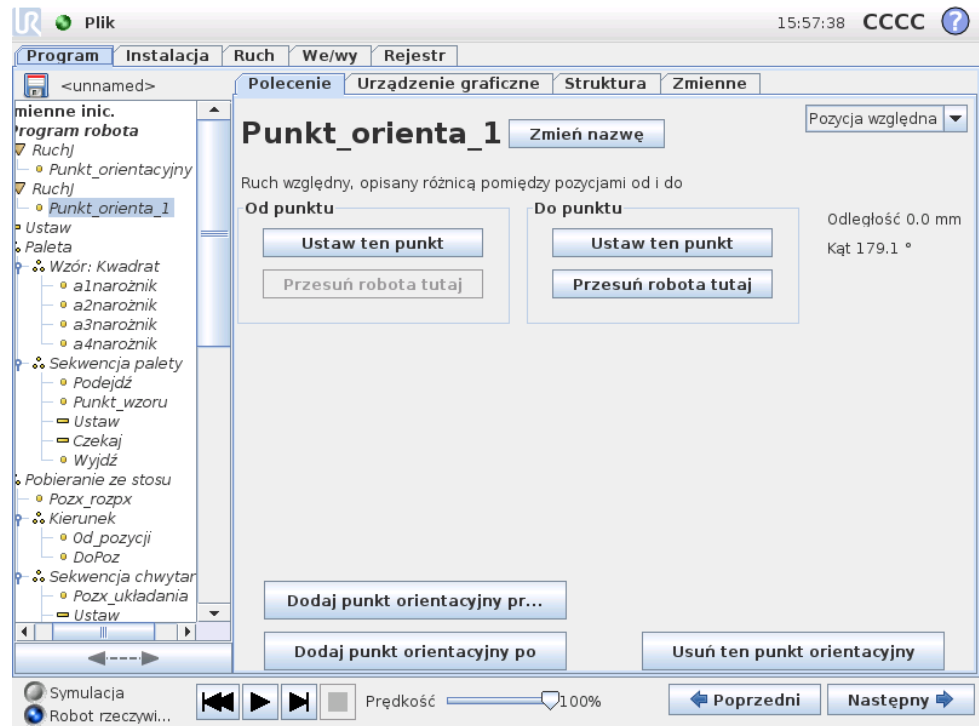 UR Plik 15:57:38 CCCC ?
Program Instalacja Ruch We/wy Rejestr
<unnamed>
Polecenie Urządzenie graficzne Struktura Zmienne
mienne inic.
Program robota
RuchJ
Punkt_orientacyjny
RuchJ
Punkt_orienta_1
Ustaw
Paleta
Wzór: Kwadrat
a1narożnik
a2narożnik
a3narożnik
a4narożnik
Sekwencja palety
Podejdź
Punkt_wzoru
Ustaw
Czekaj
Wyjdź
Pobieranie ze stosu
Pozx_rozpx
Kierunek
Od_pozycji
DoPoz
Sekwencja chwytar
Pozx_układania
Ustaw
Punkt_orienta_1 Zmień nazwę
Pozycja względna
Ruch względny, opisany różnicą pomiędzy pozycjami od i do
Od punktu
Ustaw ten punkt
Przesuń robota tutaj
Do punktu
Ustaw ten punkt
Przesuń robota tutaj
Odległość 0.0 mm
Kąt 179.1 °
Dodaj punkt orientacyjny pr...
Dodaj punkt orientacyjny po
Usuń ten punkt orientacyjny
Symulacja
Robot rzeczywi...
Prędkość 100%
Poprzedni
Następny